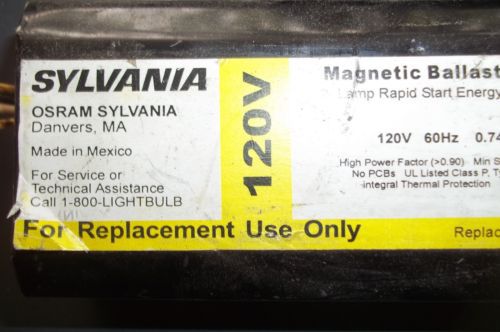 SYLVANIA
OSRAM SYLVANIA
Danvers, MA
Made in Mexico
For Service or
Technical Assistance
Call 1-800-LIGHTBULB
120V
Magnetic Ballast
Lamp Rapid Start Energy
120V 60Hz 0.74
High Power Factor (>0.90) Min S
No PCBs UL Listed Class P, Ty
Integral Thermal Protection
For Replacement Use Only
Replac